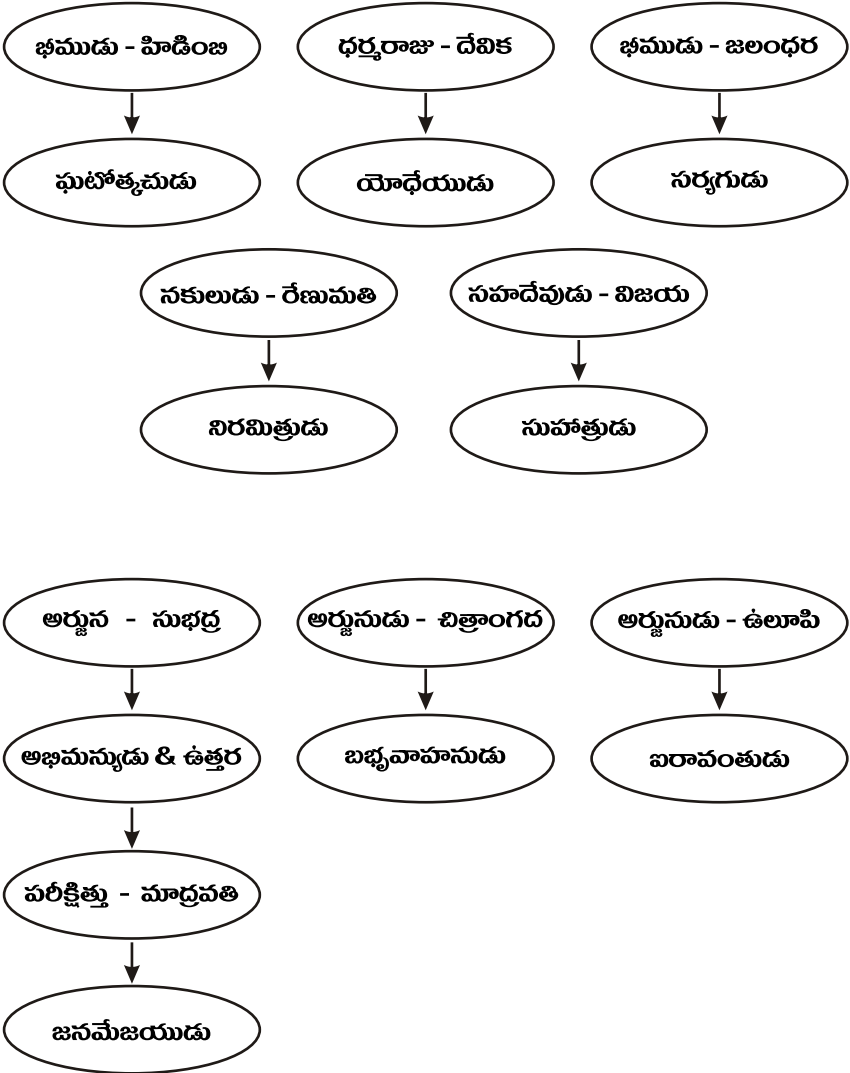 భీముడు - హిడింబి
ధర్మరాజు - దేవిక
భీముడు - జలంధర
ఘటోత్కచుడు
యోధేయుడు
సర్యగుడు
నకులుడు - రేణుమతి
సహదేవుడు - విజయ
నిరమిత్రుడు
సుహాత్రుడు
అర్జున - సుభద్ర
అర్జునుడు - చిత్రాంగద
అర్జునుడు - ఉలూపి
అభిమన్యుడు & ఉత్తర
బభృవాహనుడు
ఐరావంతుడు
పరీక్షిత్తు - మాద్రవతి
జనమేజయుడు